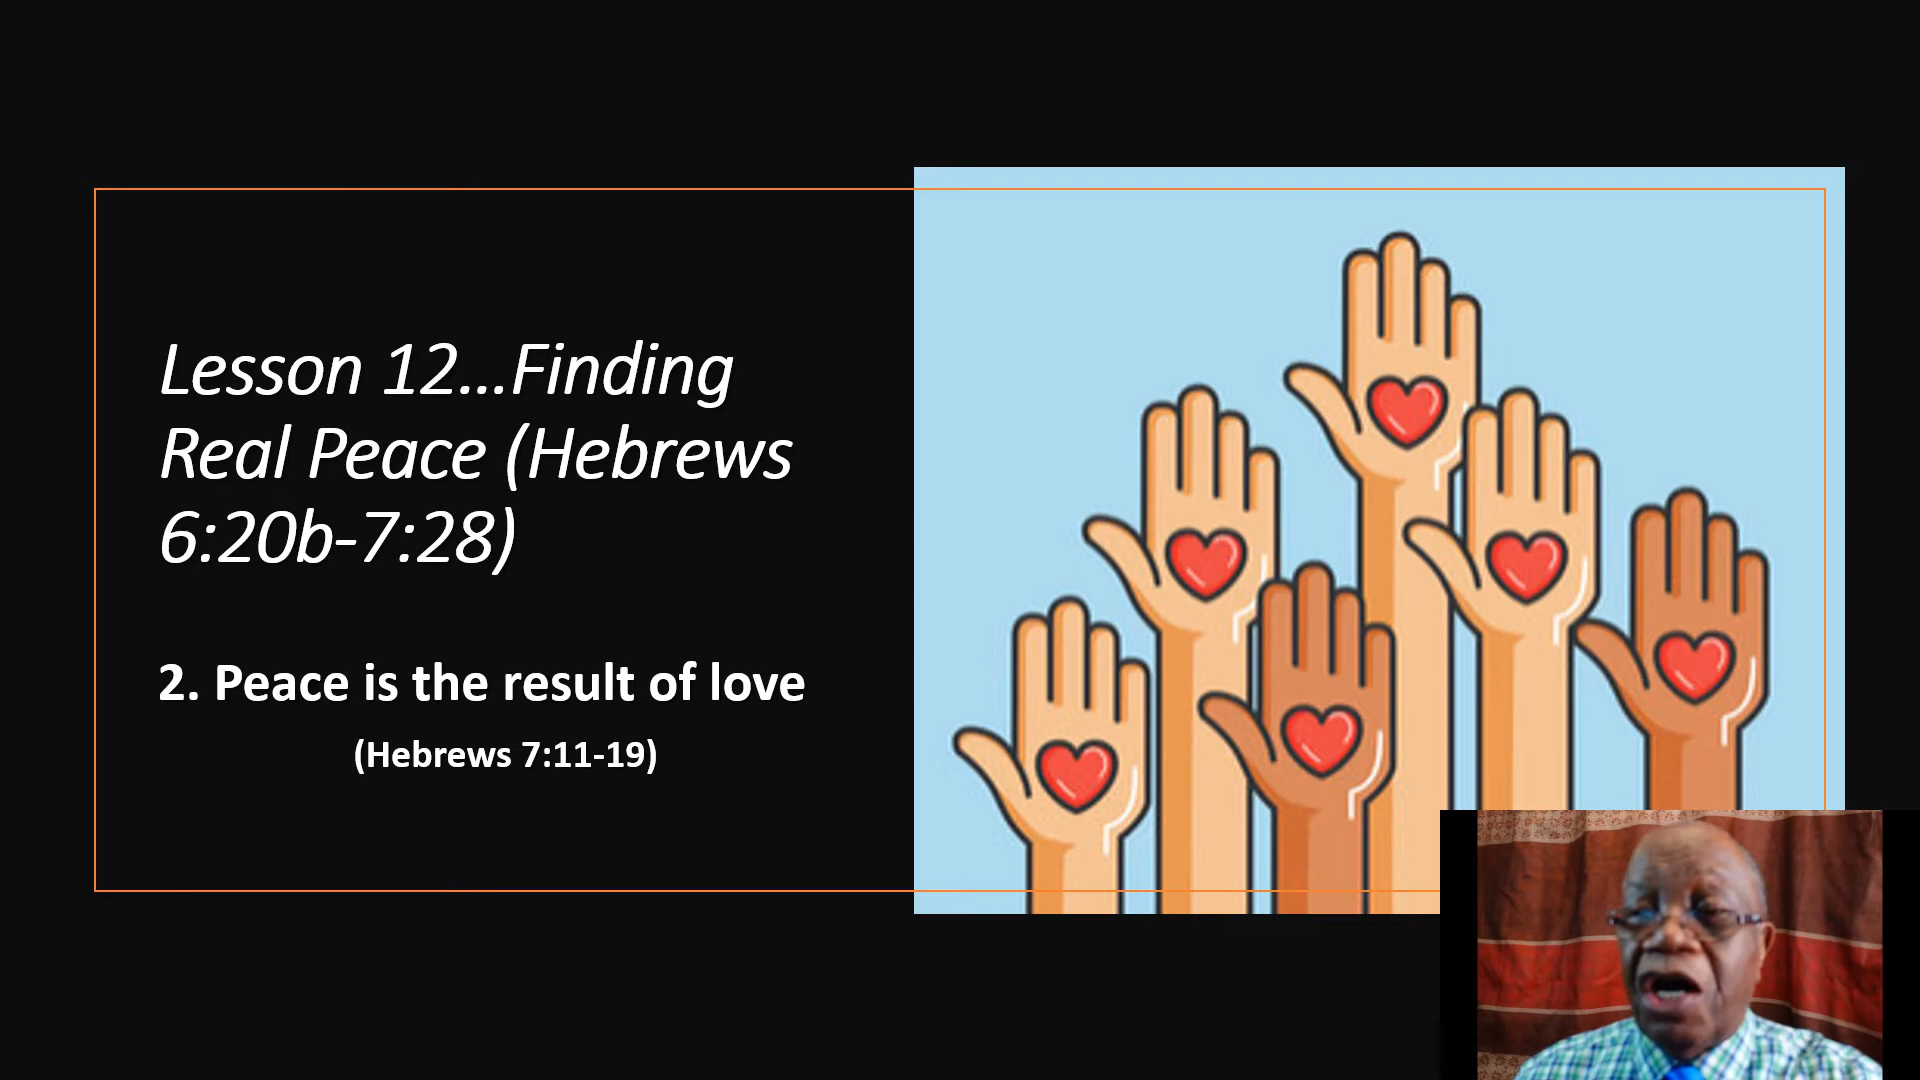 Lesson 12...Finding
Real Peace (Hebrews
6:20b-7:28)
2. Peace is the result of love
(Hebrews 7:11-19)